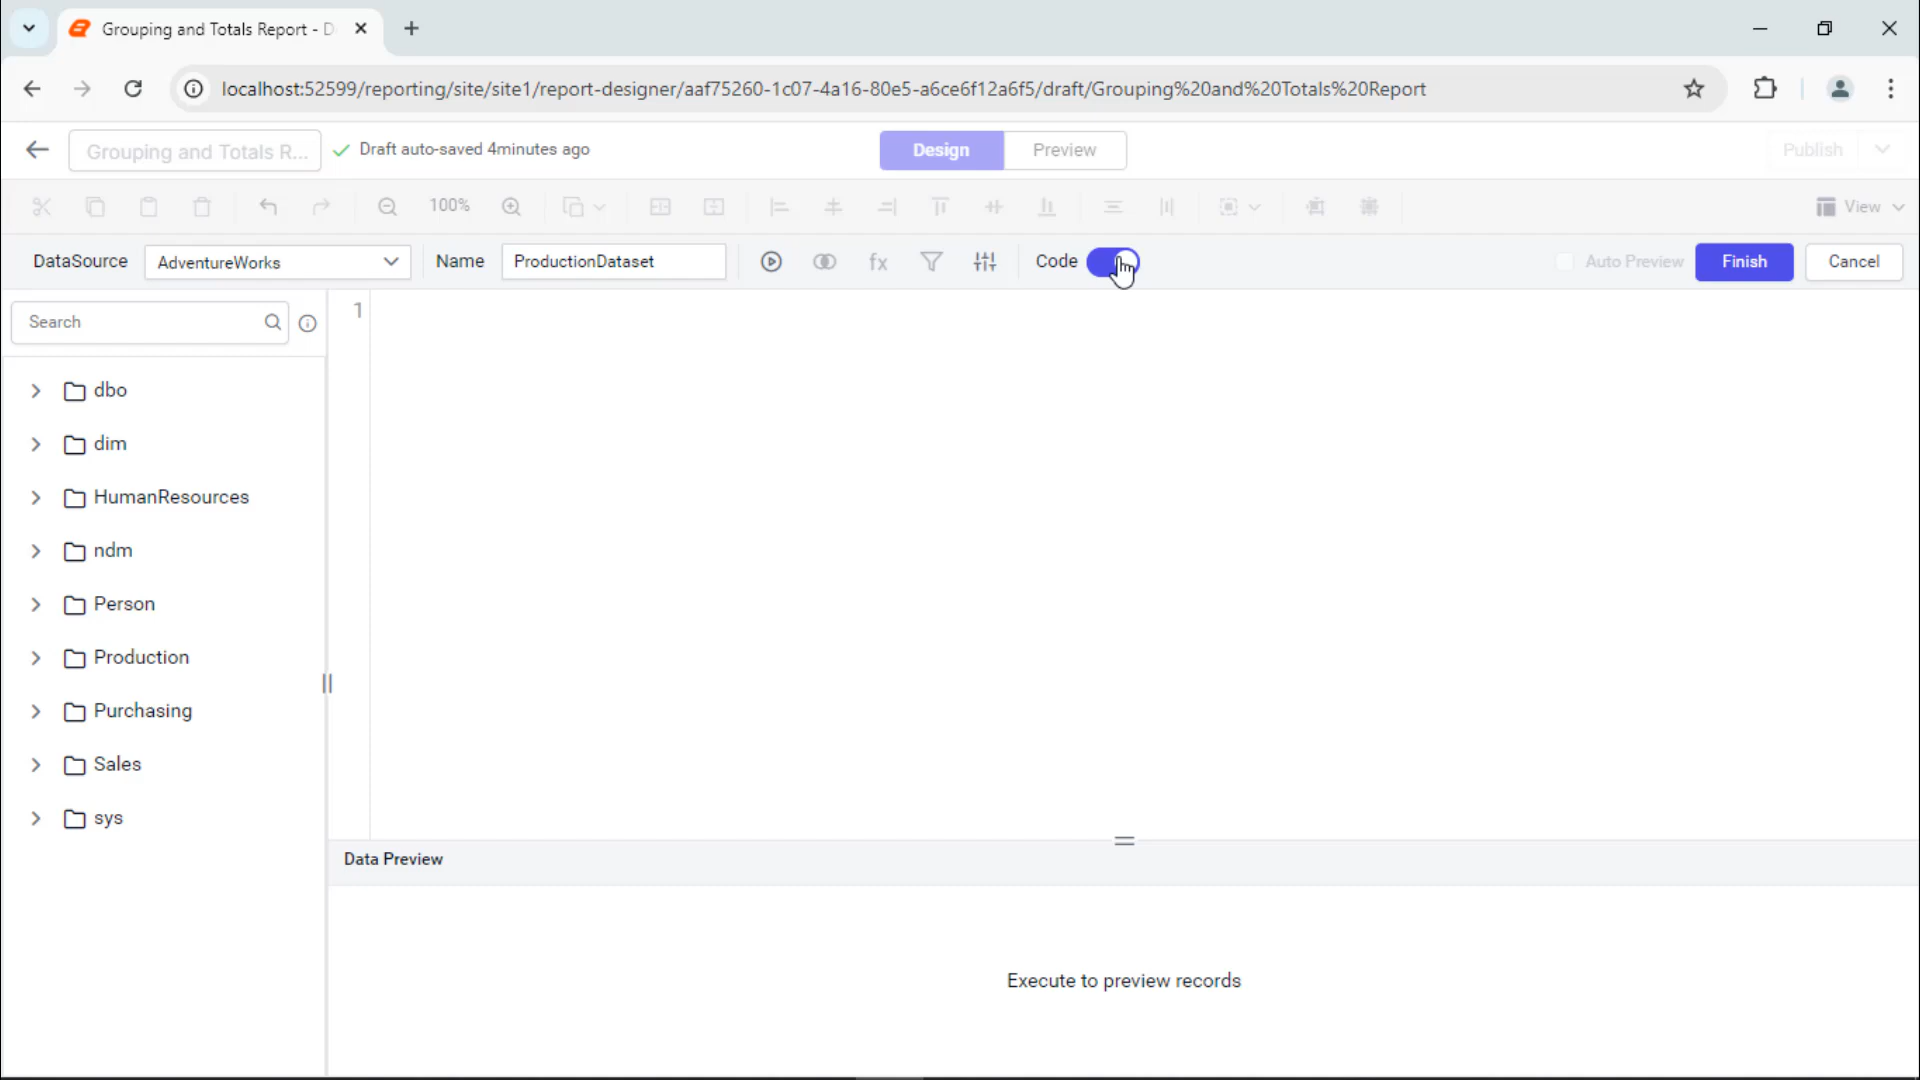 Grouping and Totals Report - D
localhost:52599/reporting/site/site1/report-designer/aaf75260-1c07-4a16-80e5-a6ce6f12a6f5/draft/Grouping%20and%20Totals%20Report
Grouping and Totals R...
Draft auto-saved 4minutes ago
Design
Preview
Publish
100%
View
DataSource
AdventureWorks
Name
ProductionDataset
fx
Code
Auto Preview
Finish
Cancel
Search
1
dbo
dim
HumanResources
ndm
Person
Production
Purchasing
Sales
sys
Data Preview
Execute to preview records